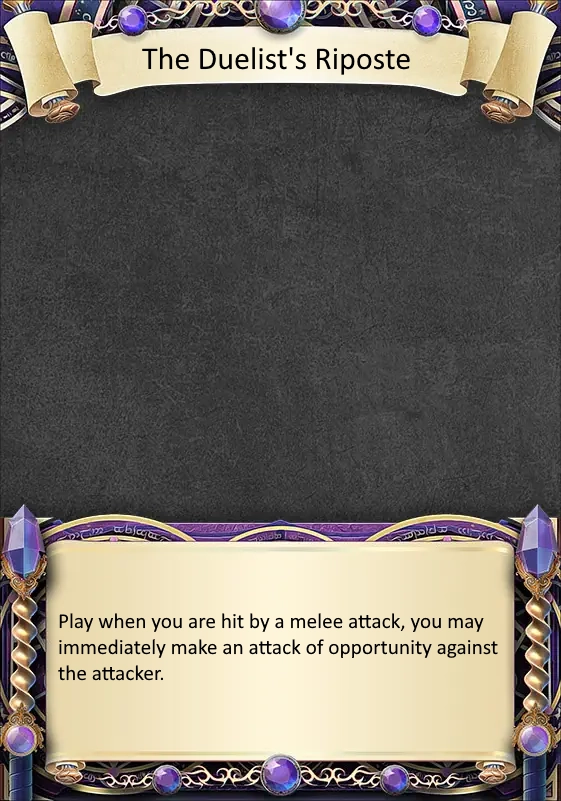 The Duelist's Riposte
Play when you are hit by a melee attack, you may
immediately make an attack of opportunity against
the attacker.